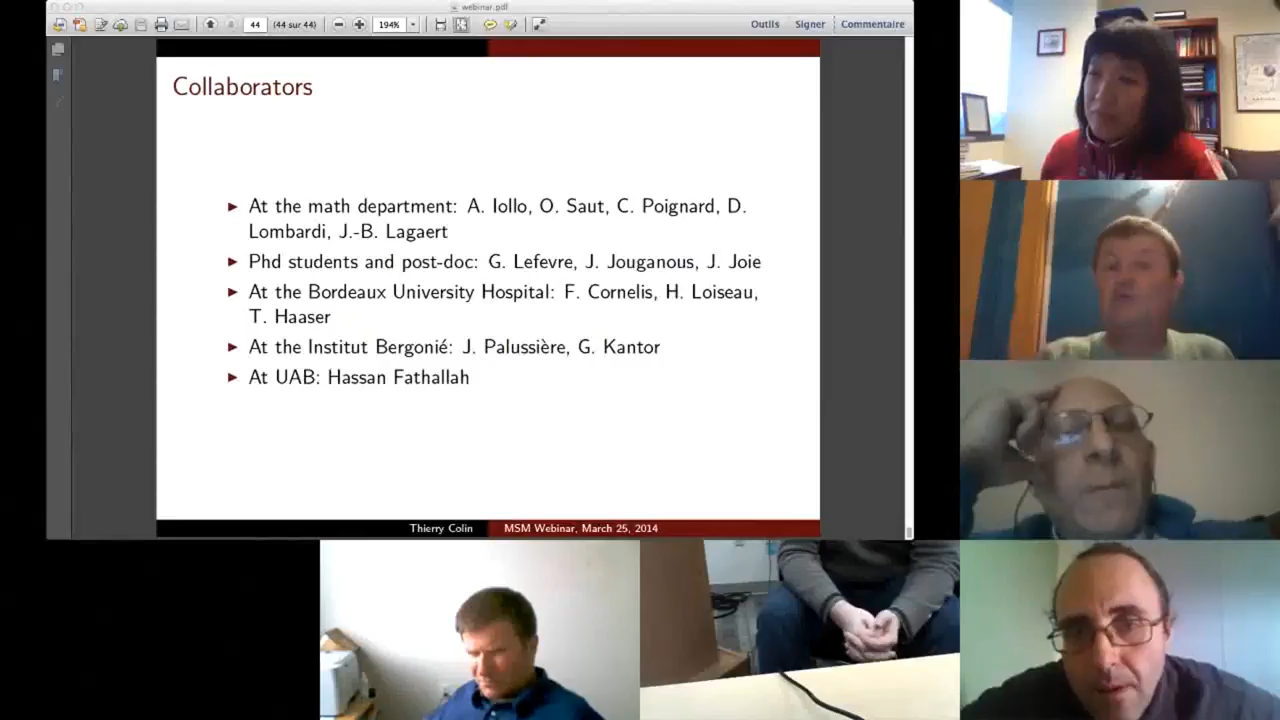 webinar.pdf
44 (44 sur 44) 194% Outils Signer Commentaire
Collaborators
At the math department: A. Iollo, O. Saut, C. Poignard, D.
Lombardi, J.-B. Lagaert
Phd students and post-doc: G. Lefevre, J. Jouganous, J. Joie
At the Bordeaux University Hospital: F. Cornelis, H. Loiseau,
T. Haaser
At the Institut Bergonié: J. Palussière, G. Kantor
At UAB: Hassan Fathallah
Thierry Colin MSM Webinar, March 25, 2014